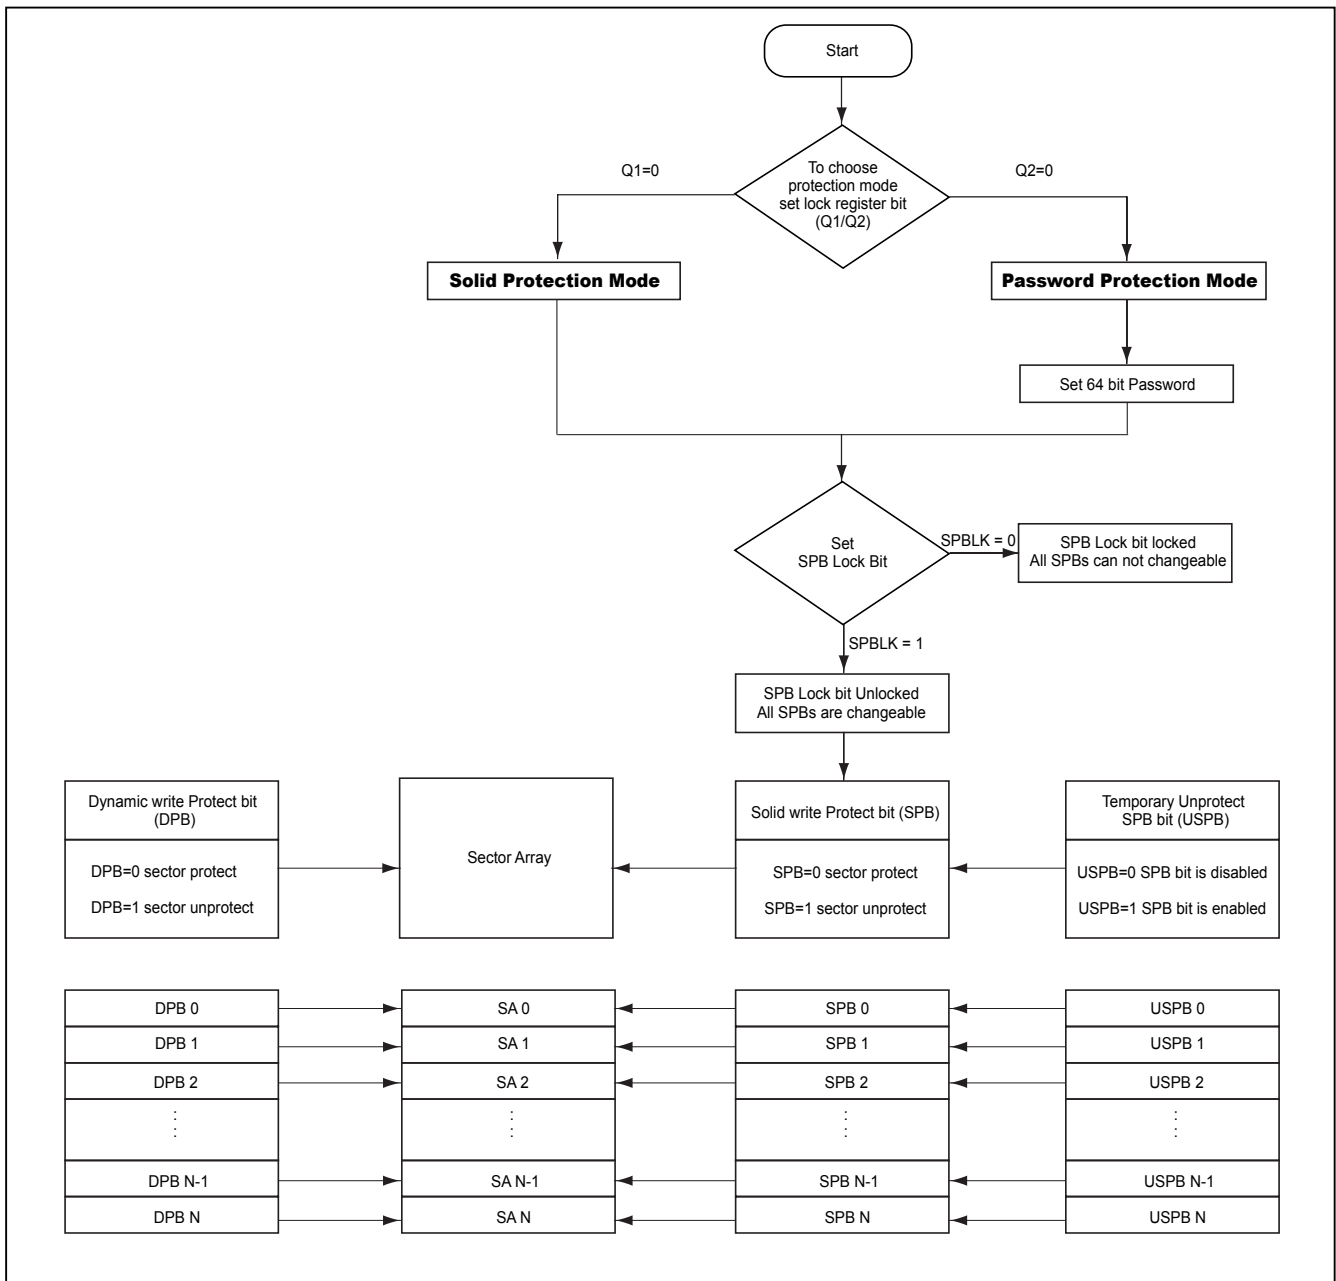 Start
To choose
protection mode
set lock register bit
(Q1/Q2)
Q1=0
Q2=0
Solid Protection Mode
Password Protection Mode
Set 64 bit Password
Set
SPB Lock Bit
SPBLK = 0
SPB Lock bit locked
All SPBs can not changeable
SPBLK = 1
SPB Lock bit Unlocked
All SPBs are changeable
Dynamic write Protect bit
(DPB)
DPB=0 sector protect
DPB=1 sector unprotect
Sector Array
Solid write Protect bit (SPB)
SPB=0 sector protect
SPB=1 sector unprotect
Temporary Unprotect
SPB bit (USPB)
USPB=0 SPB bit is disabled
USPB=1 SPB bit is enabled
DPB 0
SA 0
SPB 0
USPB 0
DPB 1
SA 1
SPB 1
USPB 1
DPB 2
SA 2
SPB 2
USPB 2
DPB N-1
SA N-1
SPB N-1
USPB N-1
DPB N
SA N
SPB N
USPB N